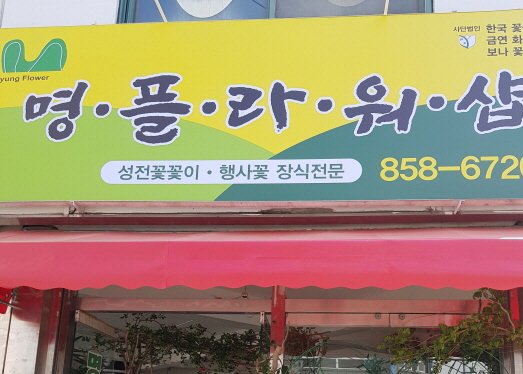 yung Flower
사단법인 한국 꽃
금연 화
보나 꽃
명·플·라·워·샵
성전꽃꽂이 · 행사꽃 장식전문
858-6720